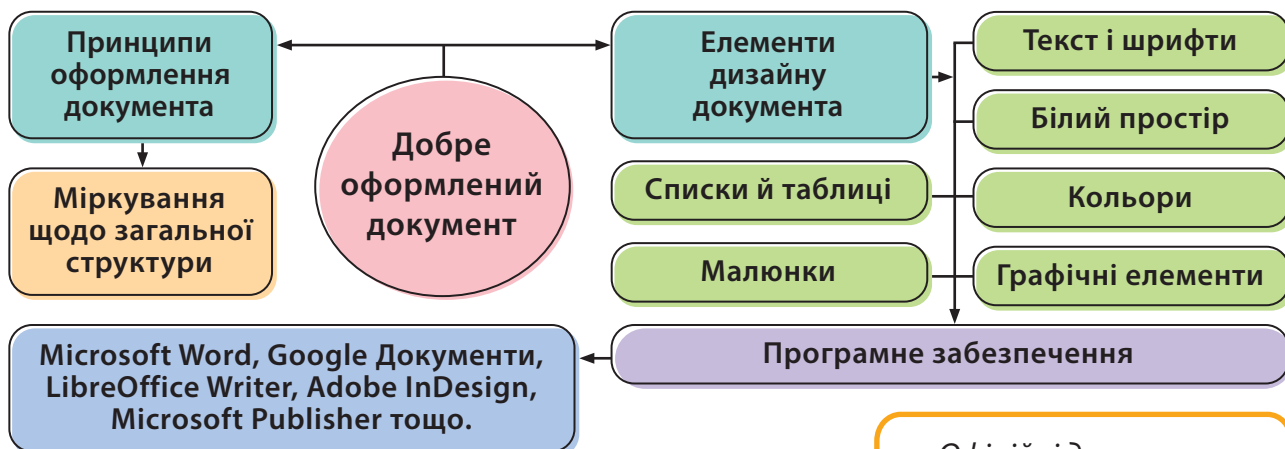 Принципи
оформлення
документа
Елементи
дизайну
документа
Текст і шрифти
Білий простір
Добре
оформлений
документ
Міркування
щодо загальної
структури
Списки й таблиці
Кольори
Малюнки
Графічні елементи
Програмне забезпечення
Microsoft Word, Google Документи,
LibreOffice Writer, Adobe InDesign,
Microsoft Publisher тощо.